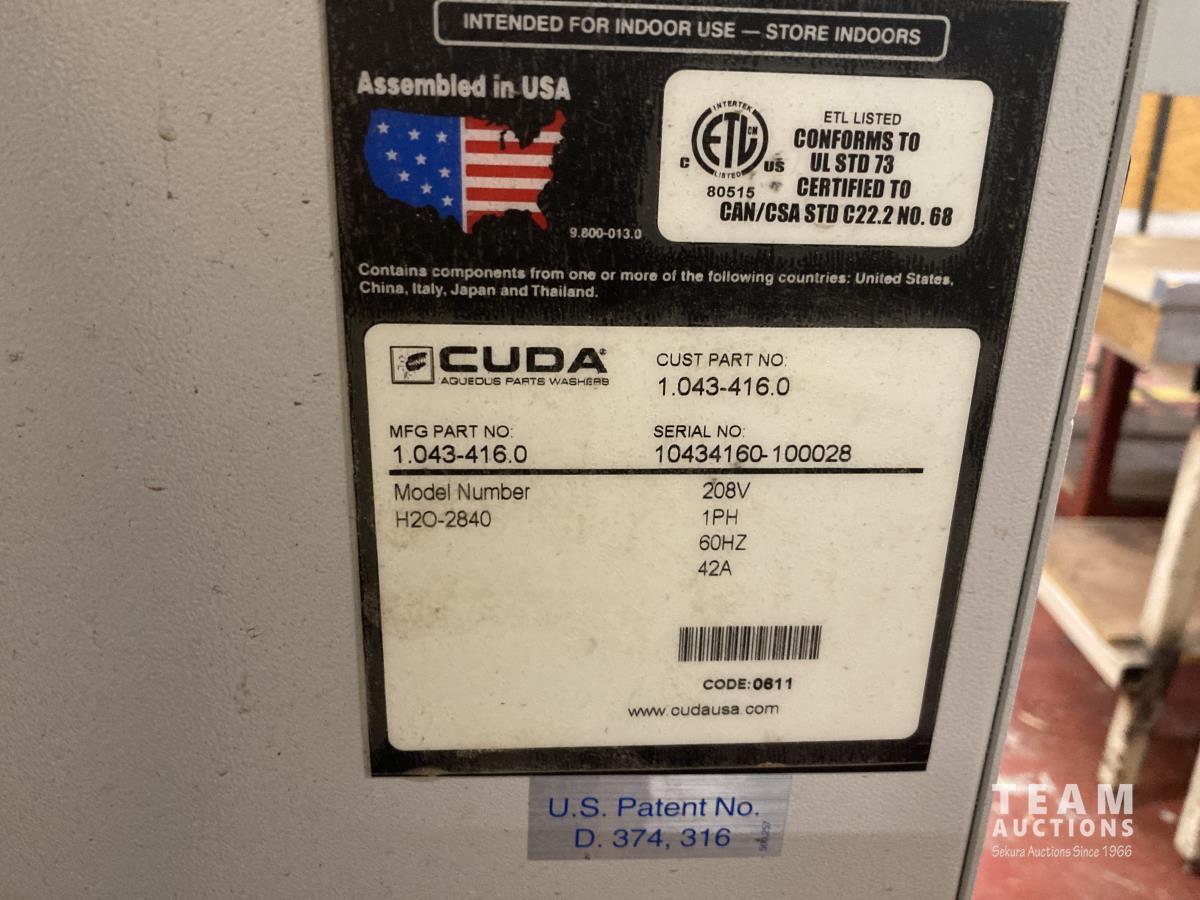 INTENDED FOR INDOOR USE — STORE INDOORS
Assembled in USA
9.800-013.0
INTERTEK
ETL CM
LISTED
C US
80515
ETL LISTED
CONFORMS TO
UL STD 73
CERTIFIED TO
CAN/CSA STD C22.2 NO. 68
Contains components from one or more of the following countries: United States,
China, Italy, Japan and Thailand.
CUDA®
AQUEOUS PARTS WASHERS
CUST PART NO:
1.043-416.0
MFG PART NO:
1.043-416.0
SERIAL NO:
10434160-100028
Model Number
H2O-2840
208V
1PH
60HZ
42A
CODE:0611
www.cudausa.com
U.S. Patent No.
D. 374, 316
TEAM
AUCTIONS
Sekura Auctions Since 1966